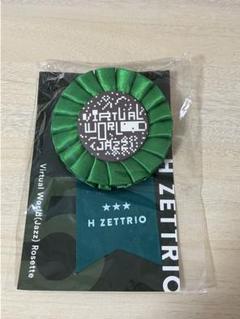 VIRTUAL
WORLD
(JAZZ)
★★★
H ZETTRIO
H ZETTRIO
Virtual World(Jazz) Rosette